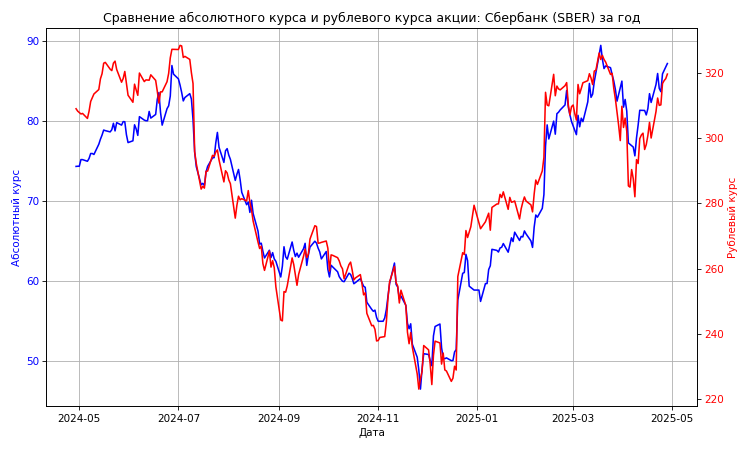 Сравнение абсолютного курса и рублевого курса акции: Сбербанк (SBER) за год
Абсолютный курс
90
80
70
60
50
320
300
280
260
240
220
Рублевый курс
2024-05 2024-07 2024-09 2024-11 2025-01 2025-03 2025-05
Дата